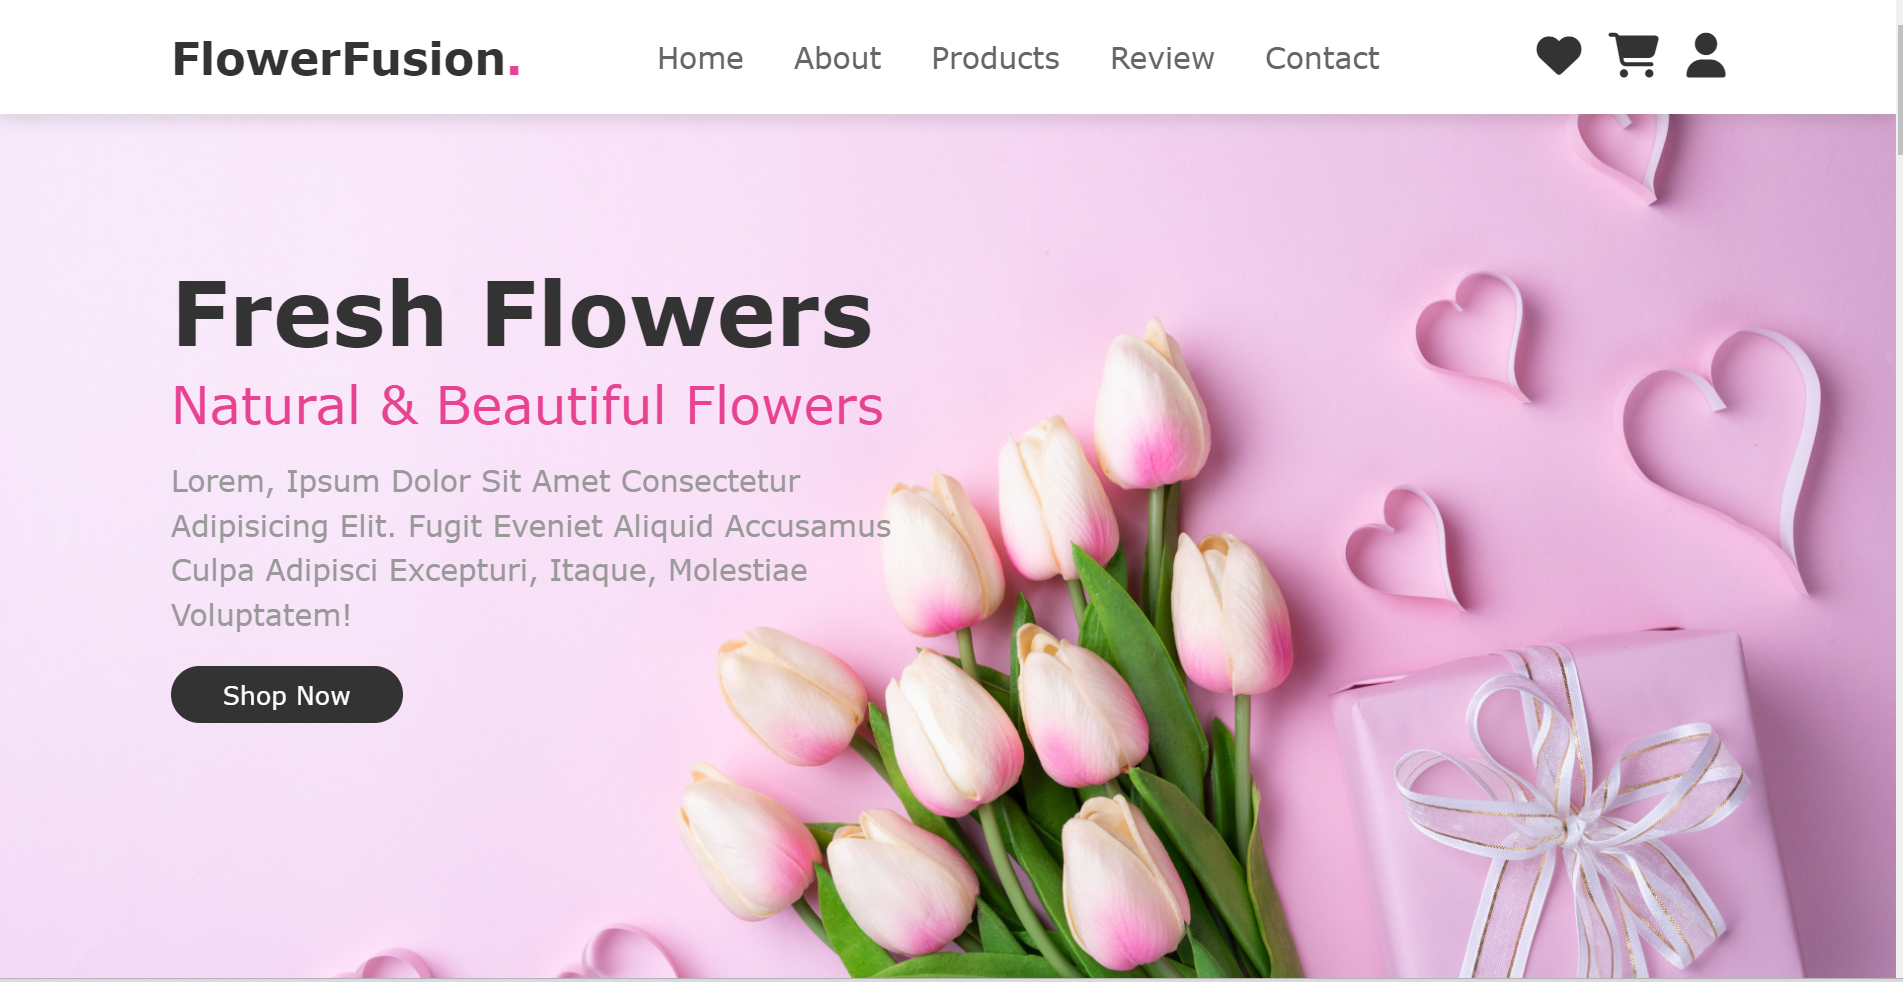 FlowerFusion.
Home About Products Review Contact
Fresh Flowers
Natural & Beautiful Flowers
Lorem, Ipsum Dolor Sit Amet Consectetur
Adipisicing Elit. Fugit Eveniet Aliquid Accusamus
Culpa Adipisci Excepturi, Itaque, Molestiae
Voluptatem!
Shop Now